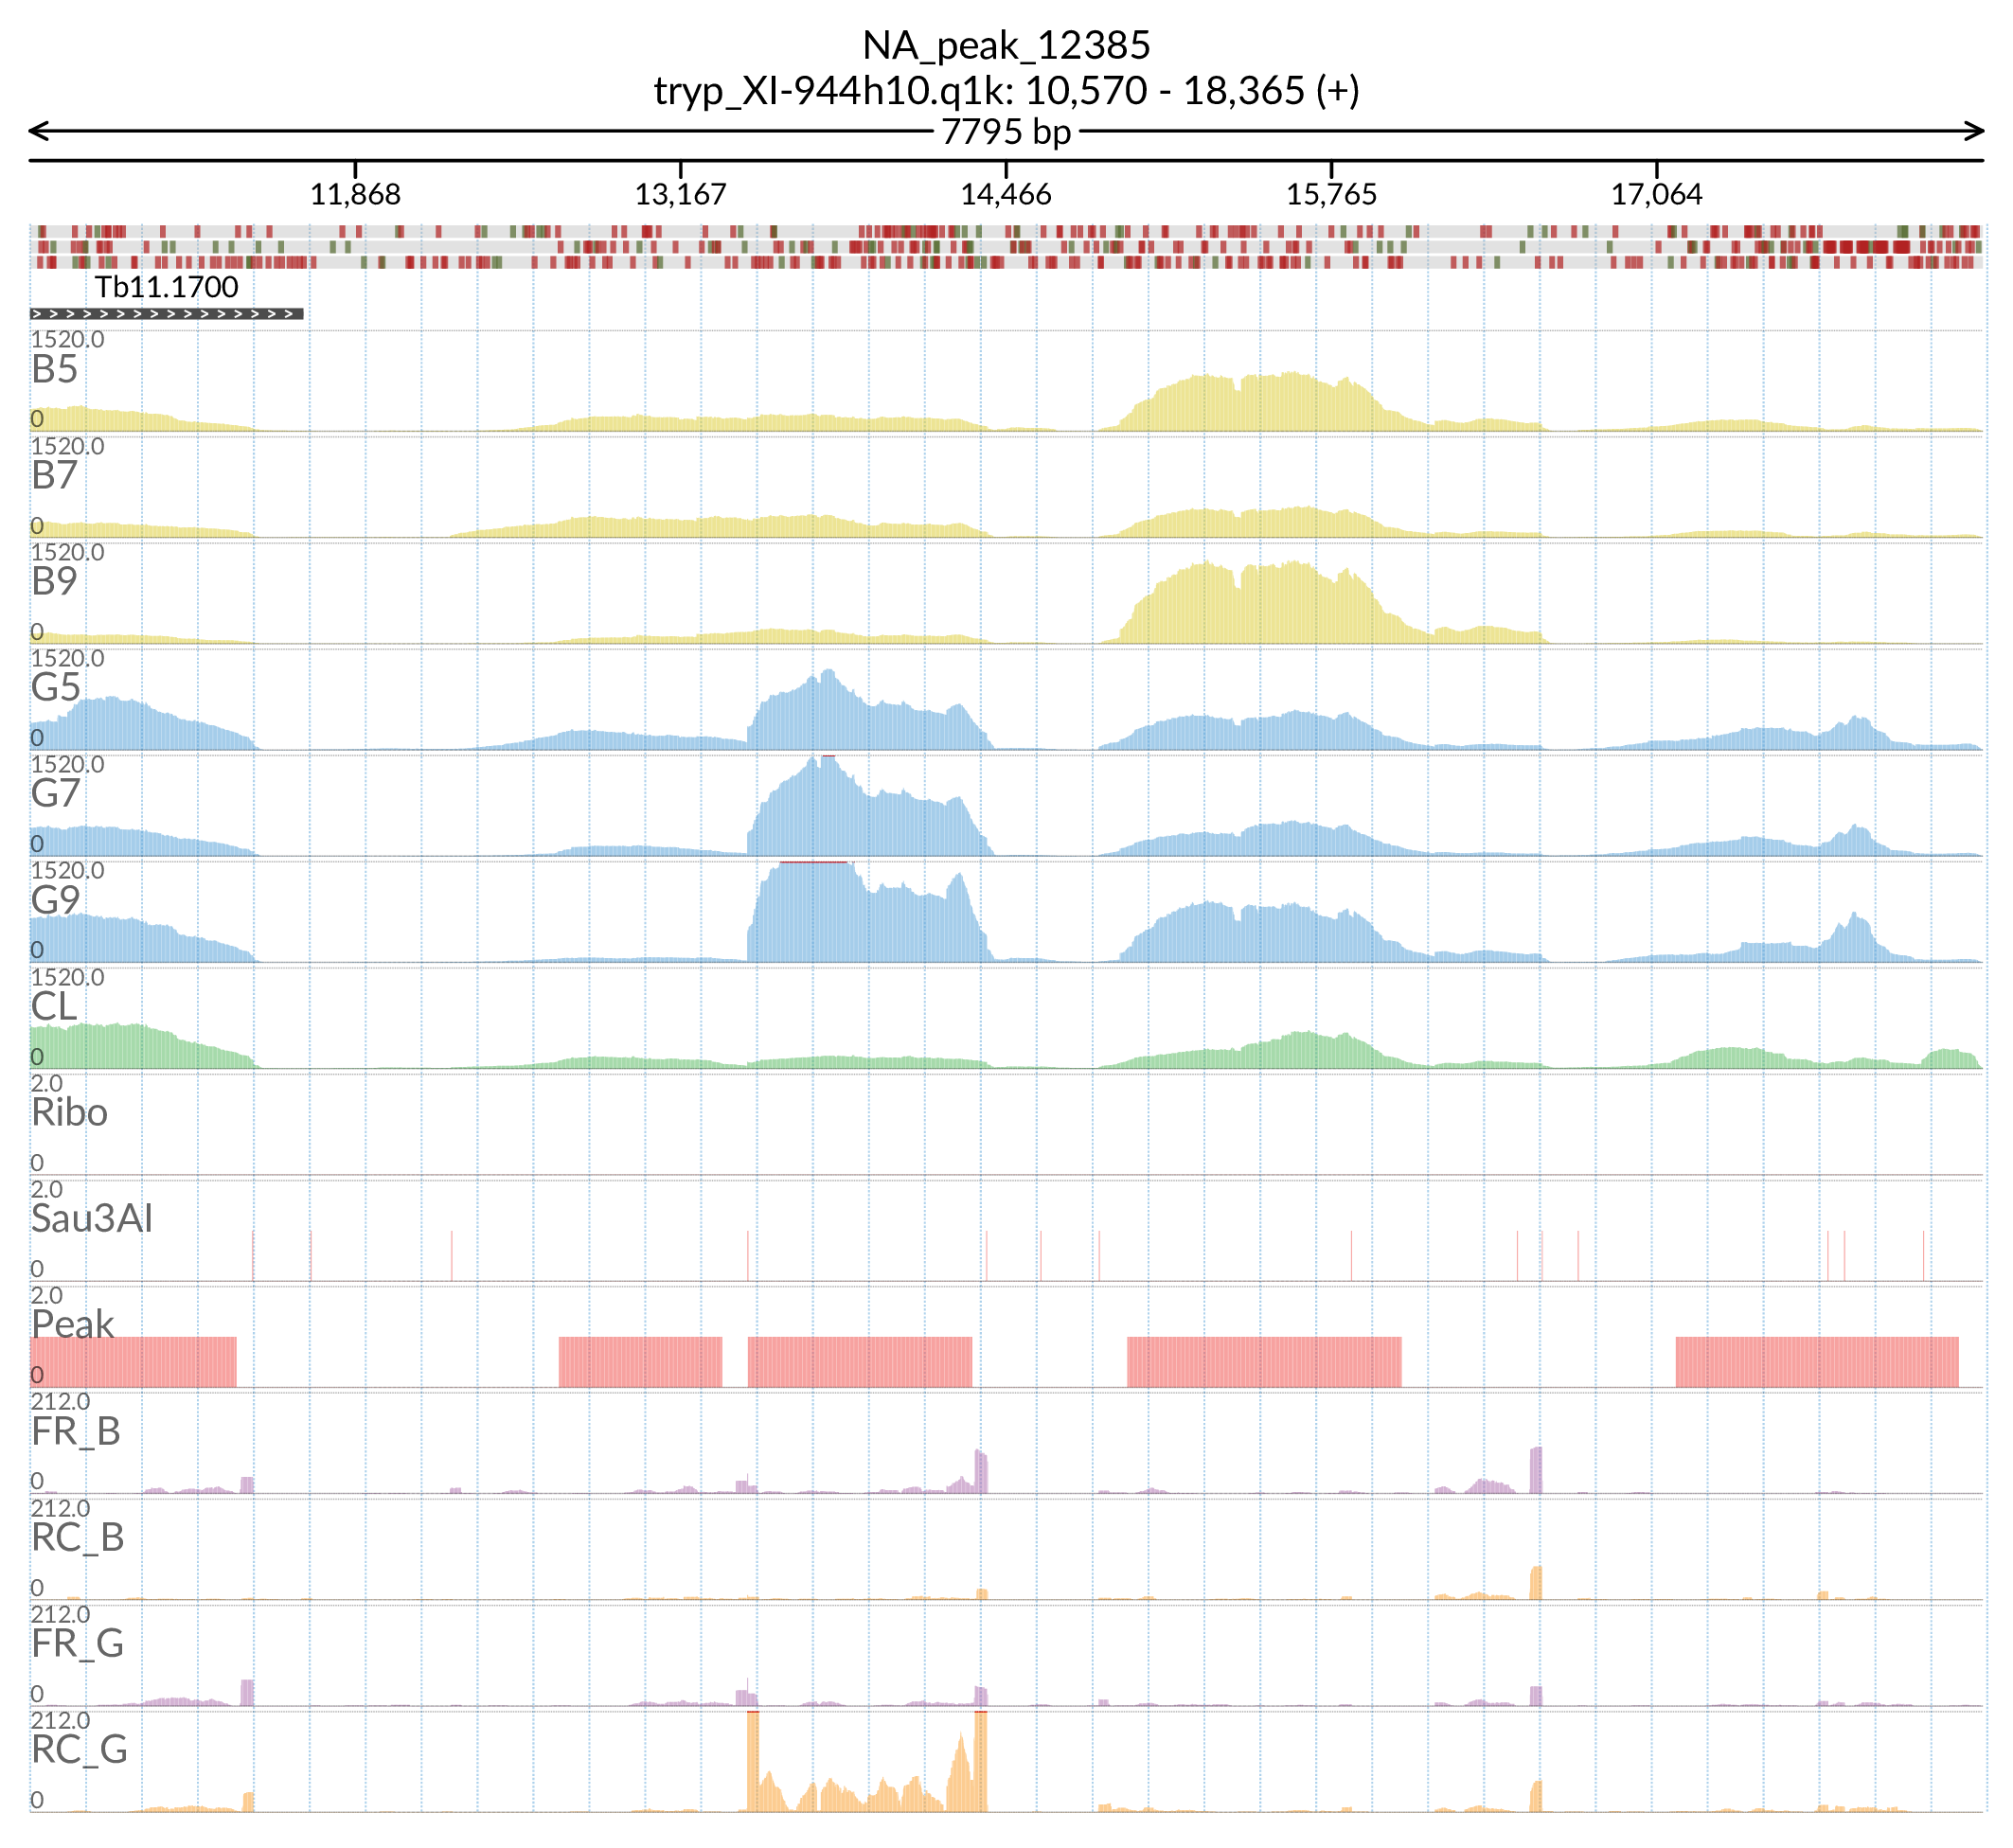 NA_peak_12385
tryp_XI-944h10.q1k: 10,570 - 18,365 (+)
7795 bp
11,868 13,167 14,466 15,765 17,064
Tb11.1700
1520.0
B5
0
1520.0
B7
0
1520.0
B9
0
1520.0
G5
0
1520.0
G7
0
1520.0
G9
0
1520.0
CL
0
2.0
Ribo
0
2.0
Sau3AI
0
2.0
Peak
0
212.0
FR_B
0
212.0
RC_B
0
212.0
FR_G
0
212.0
RC_G
0